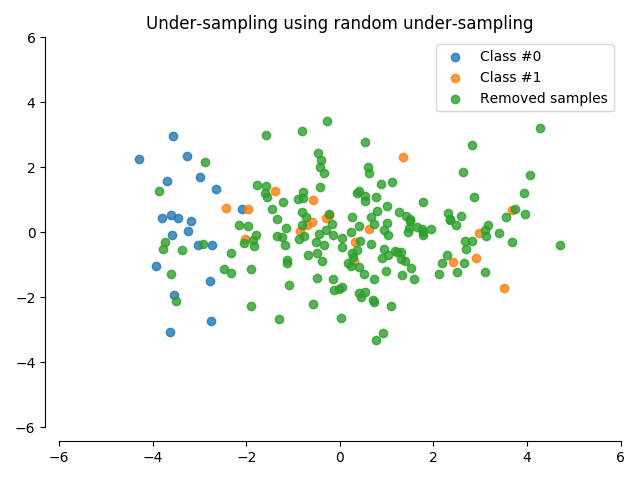 Under-sampling using random under-sampling
Class #0
Class #1
Removed samples
6
4
2
0
−2
−4
−6
−6 −4 −2 0 2 4 6